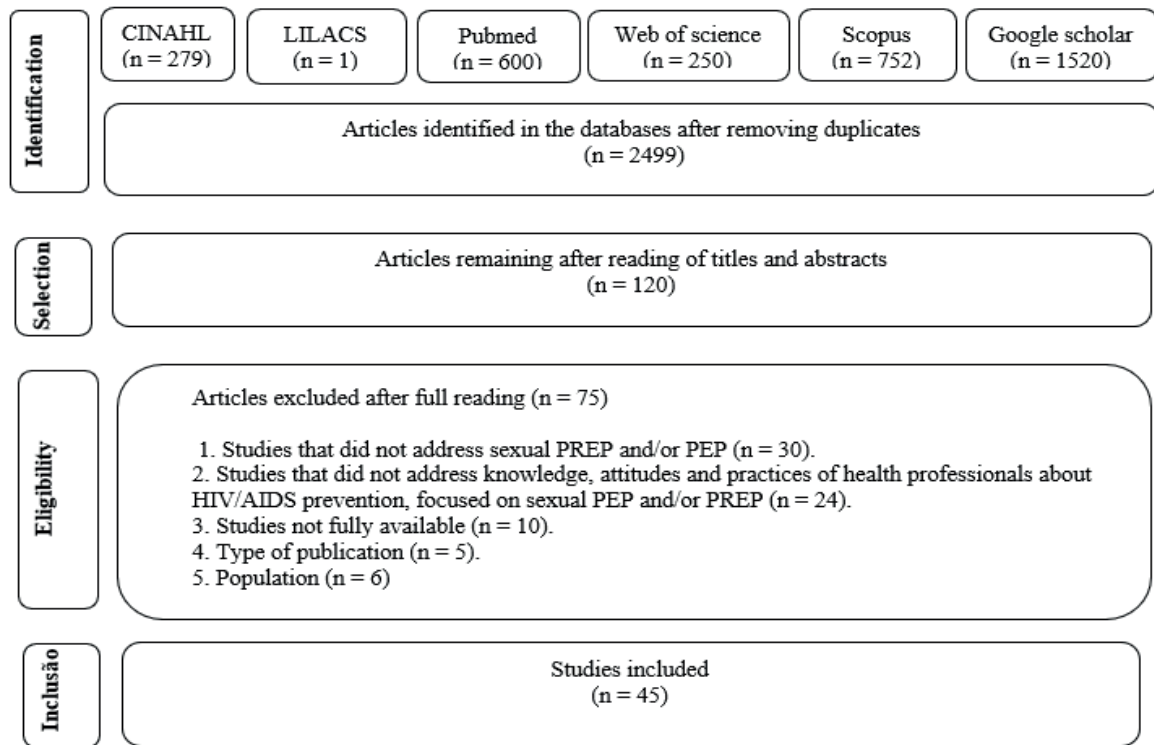 Identification
CINAHL
(n = 279)
LILACS
(n = 1)
Pubmed
(n = 600)
Web of science
(n = 250)
Scopus
(n = 752)
Google scholar
(n = 1520)
Articles identified in the databases after removing duplicates
(n = 2499)
Selection
Articles remaining after reading of titles and abstracts
(n = 120)
Eligibility
Articles excluded after full reading (n = 75)
1. Studies that did not address sexual PREP and/or PEP (n = 30).
2. Studies that did not address knowledge, attitudes and practices of health professionals about
HIV/AIDS prevention, focused on sexual PEP and/or PREP (n = 24).
3. Studies not fully available (n = 10).
4. Type of publication (n = 5).
5. Population (n = 6)
Inclusão
Studies included
(n = 45)